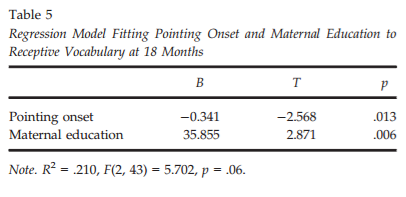 Table 5
Regression Model Fitting Pointing Onset and Maternal Education to
Receptive Vocabulary at 18 Months
B T p
Pointing onset −0.341 −2.568 .013
Maternal education 35.855 2.871 .006
Note. R² = .210, F(2, 43) = 5.702, p = .06.